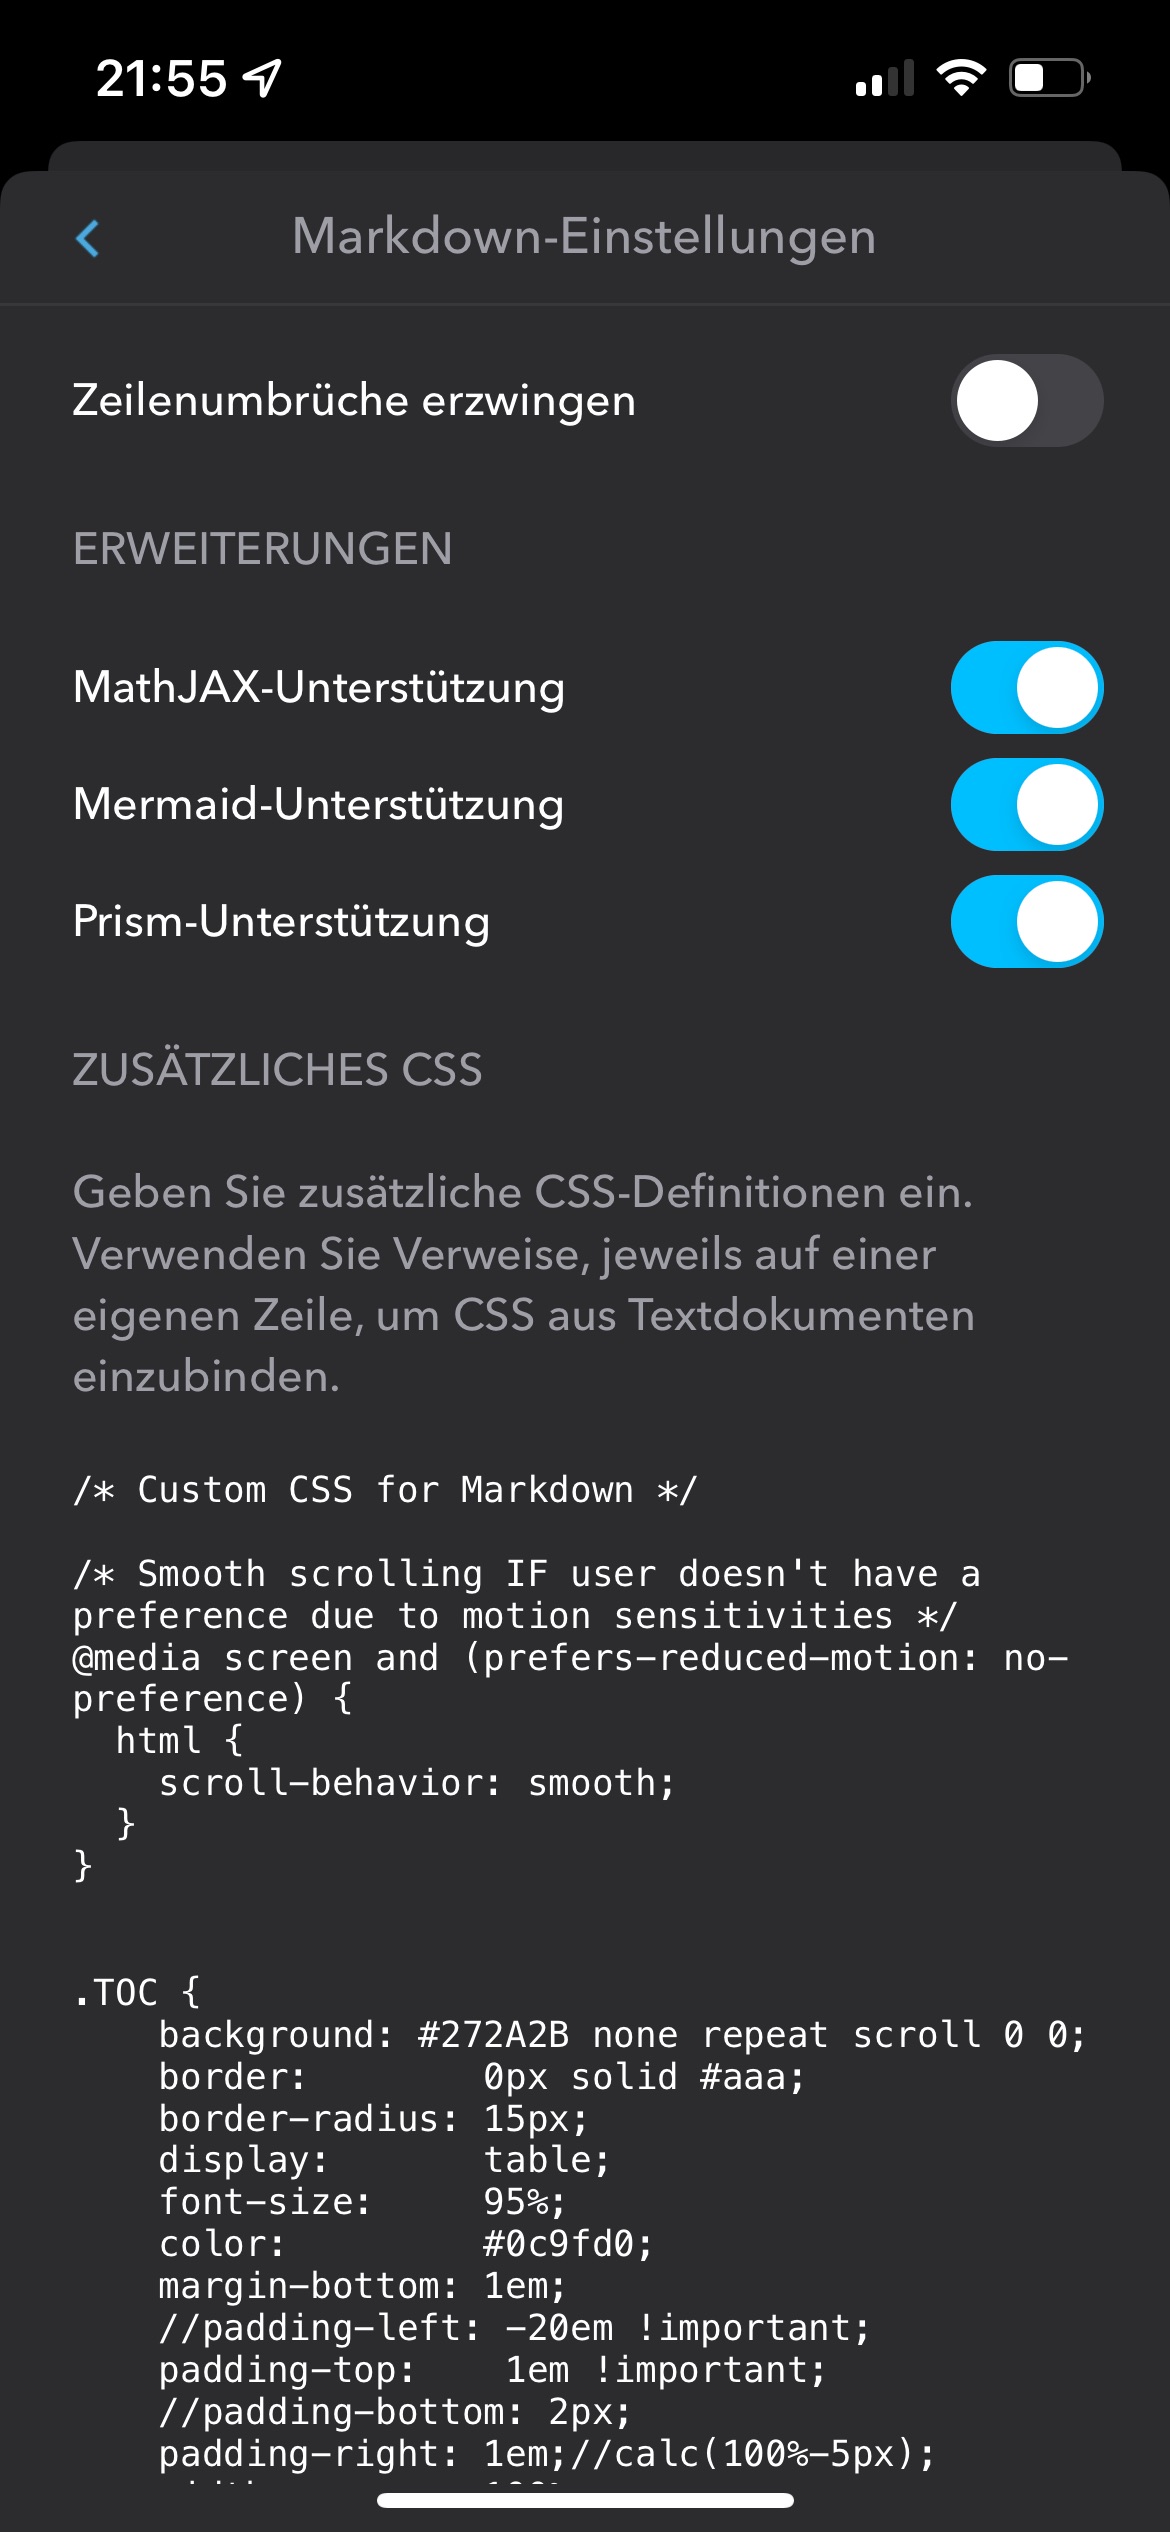 21:55
Markdown-Einstellungen
Zeilenumbrüche erzwingen
ERWEITERUNGEN
MathJAX-Unterstützung
Mermaid-Unterstützung
Prism-Unterstützung
ZUSÄTZLICHES CSS
Geben Sie zusätzliche CSS-Definitionen ein.
Verwenden Sie Verweise, jeweils auf einer
eigenen Zeile, um CSS aus Textdokumenten
einzubinden.
/* Custom CSS for Markdown */
/* Smooth scrolling IF user doesn't have a
preference due to motion sensitivities */
@media screen and (prefers-reduced-motion: no-
preference) {
  html {
    scroll-behavior: smooth;
  }
}
.TOC {
    background: #272A2B none repeat scroll 0 0;
    border:        0px solid #aaa;
    border-radius: 15px;
    display:       table;
    font-size:     95%;
    color:         #0c9fd0;
    margin-bottom: 1em;
    //padding-left: -20em !important;
    padding-top:    1em !important;
    //padding-bottom: 2px;
    padding-right: 1em;//calc(100%-5px);